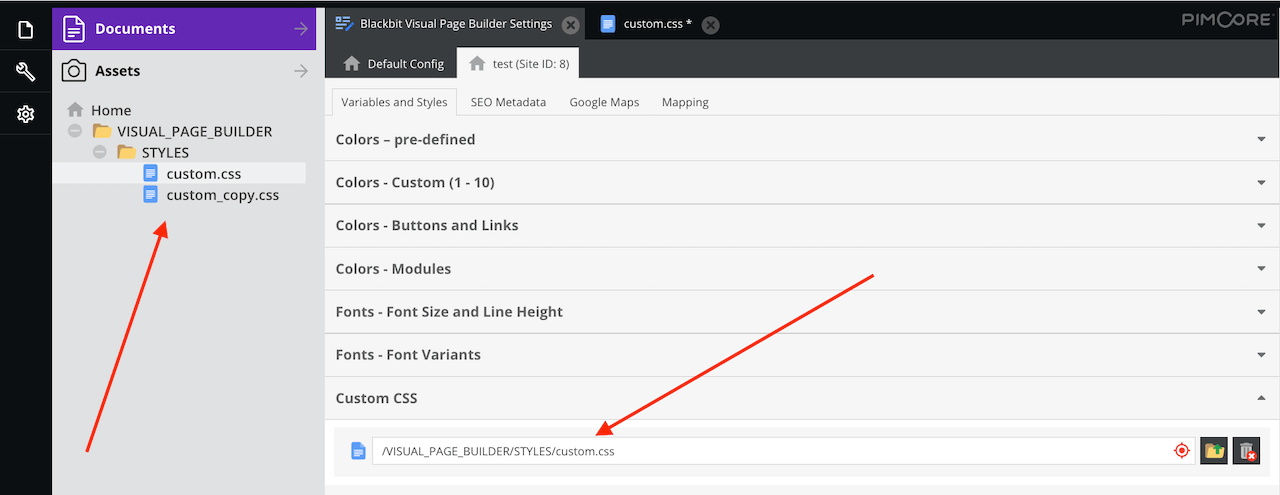 Documents
Assets
Home
VISUAL_PAGE_BUILDER
STYLES
custom.css
custom_copy.css
Blackbit Visual Page Builder Settings
custom.css *
PIMCORE
Default Config
test (Site ID: 8)
Variables and Styles
SEO Metadata
Google Maps
Mapping
Colors – pre-defined
Colors - Custom (1 - 10)
Colors - Buttons and Links
Colors - Modules
Fonts - Font Size and Line Height
Fonts - Font Variants
Custom CSS
/VISUAL_PAGE_BUILDER/STYLES/custom.css